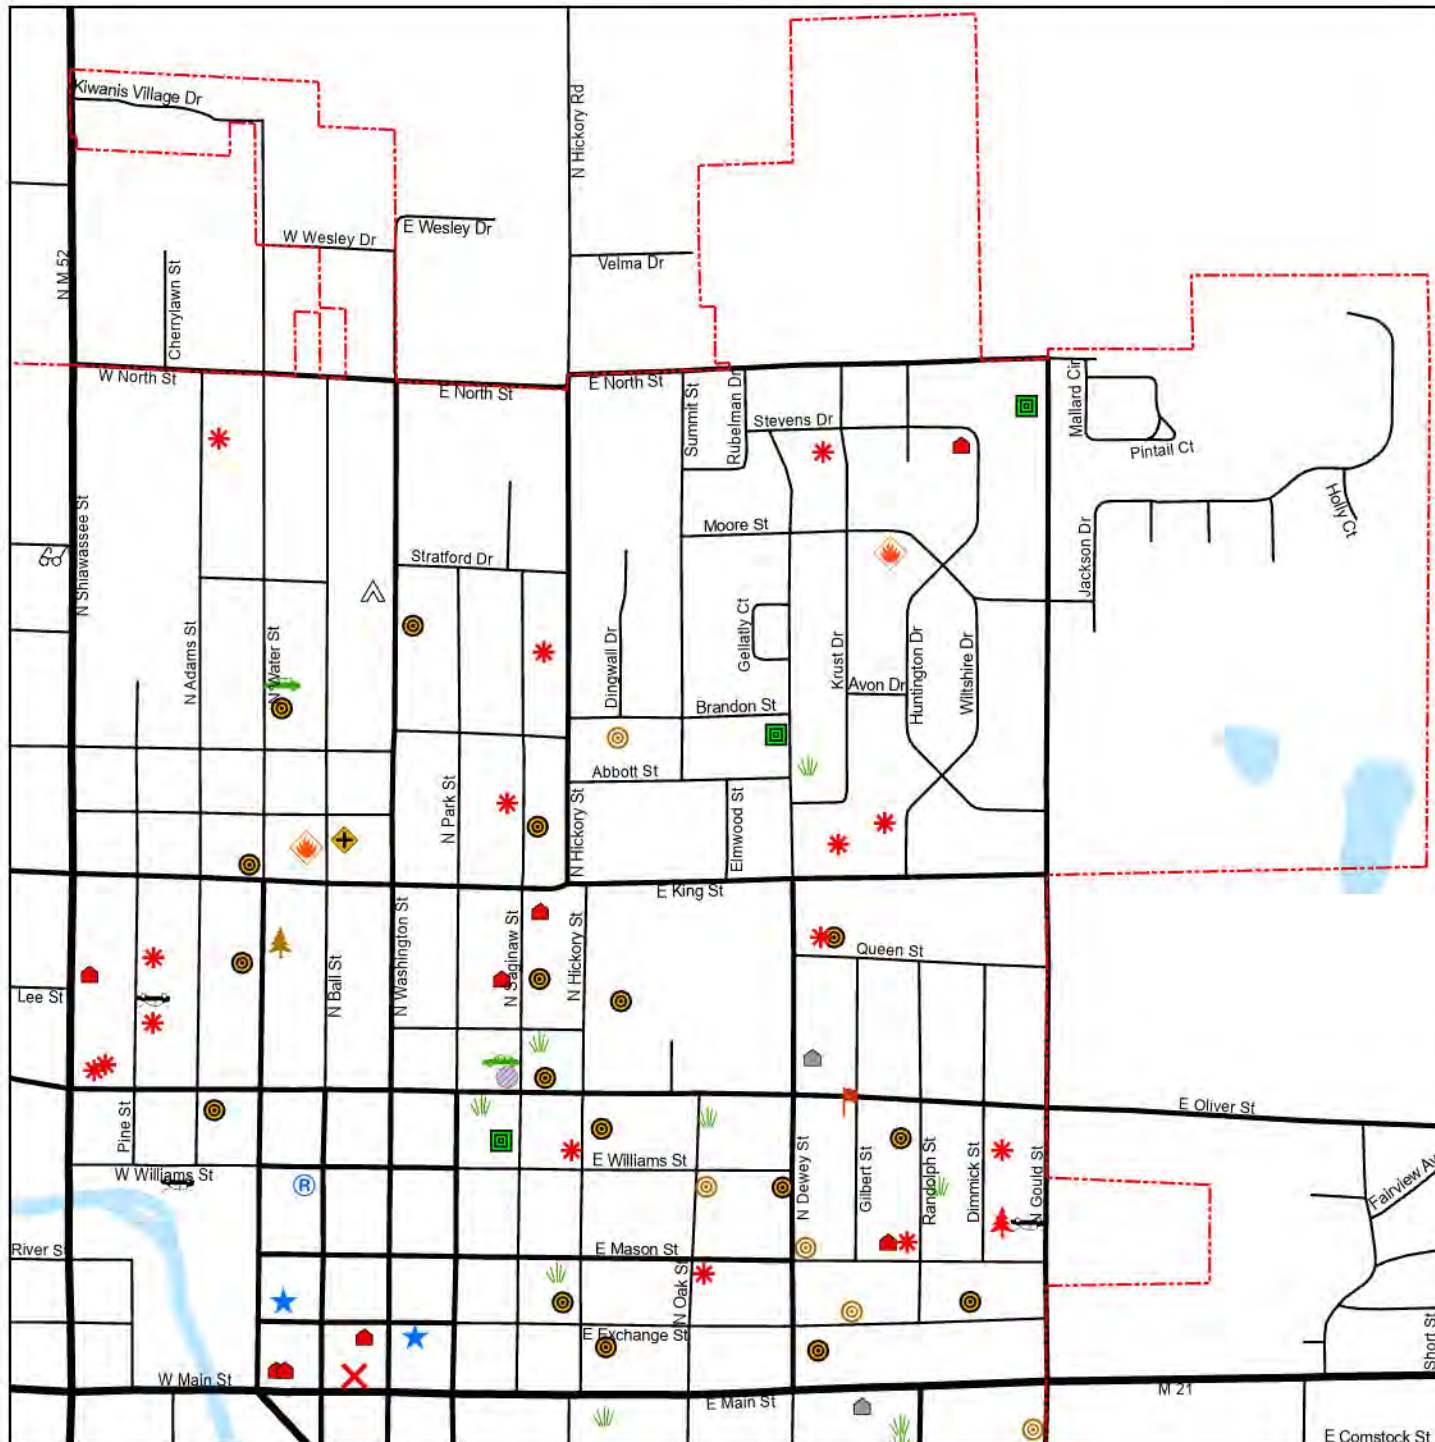 Kiwanis Village Dr
N Hickory Rd
E Wesley Dr
W Wesley Dr
Velma Dr
N M 52
Cherrylawn St
W North St
E North St
E North St
Summit St
Rubelman Dr
Stevens Dr
Mallard Cir
Pintail Ct
Holly Ct
N Shiawassee St
Moore St
Stratford Dr
Jackson Dr
N Adams St
N Water St
Dingwall Dr
Gellatly Ct
Krust Dr
Avon Dr
Huntington Dr
Wiltshire Dr
Brandon St
Abbott St
N Park St
N Hickory St
Elmwood St
E King St
N Washington St
N Saginaw St
N Hickory St
Queen St
Lee St
N Ball St
E Oliver St
Pine St
W Williams St
E Williams St
R
N Dewey St
Gilbert St
Randolph St
Dimmick St
N Gould St
Fairview Av
River S
E Mason St
N Oak St
E Exchange St
Short St
W Main St
E Main St
M 21
E Comstock St